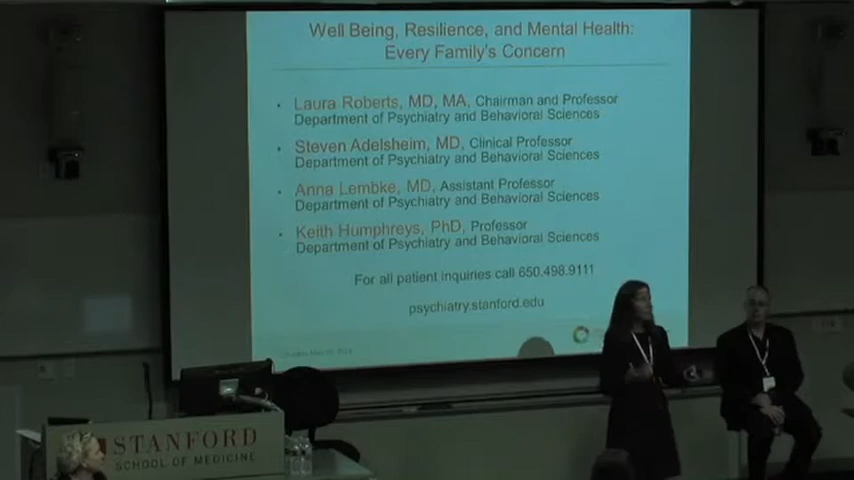 Well Being, Resilience, and Mental Health:
Every Family's Concern
• Laura Roberts, MD, MA, Chairman and Professor
Department of Psychiatry and Behavioral Sciences
• Steven Adelsheim, MD, Clinical Professor
Department of Psychiatry and Behavioral Sciences
• Anna Lembke, MD, Assistant Professor
Department of Psychiatry and Behavioral Sciences
• Keith Humphreys, PhD, Professor
Department of Psychiatry and Behavioral Sciences
For all patient inquiries call 650.498.9111
psychiatry.stanford.edu
STANFORD
SCHOOL OF MEDICINE